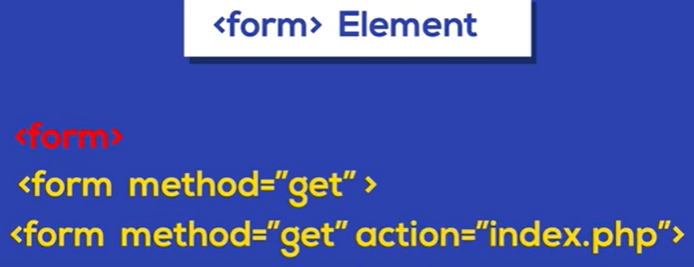 <form> Element
<form>
<form method="get" >
<form method="get" action="index.php">